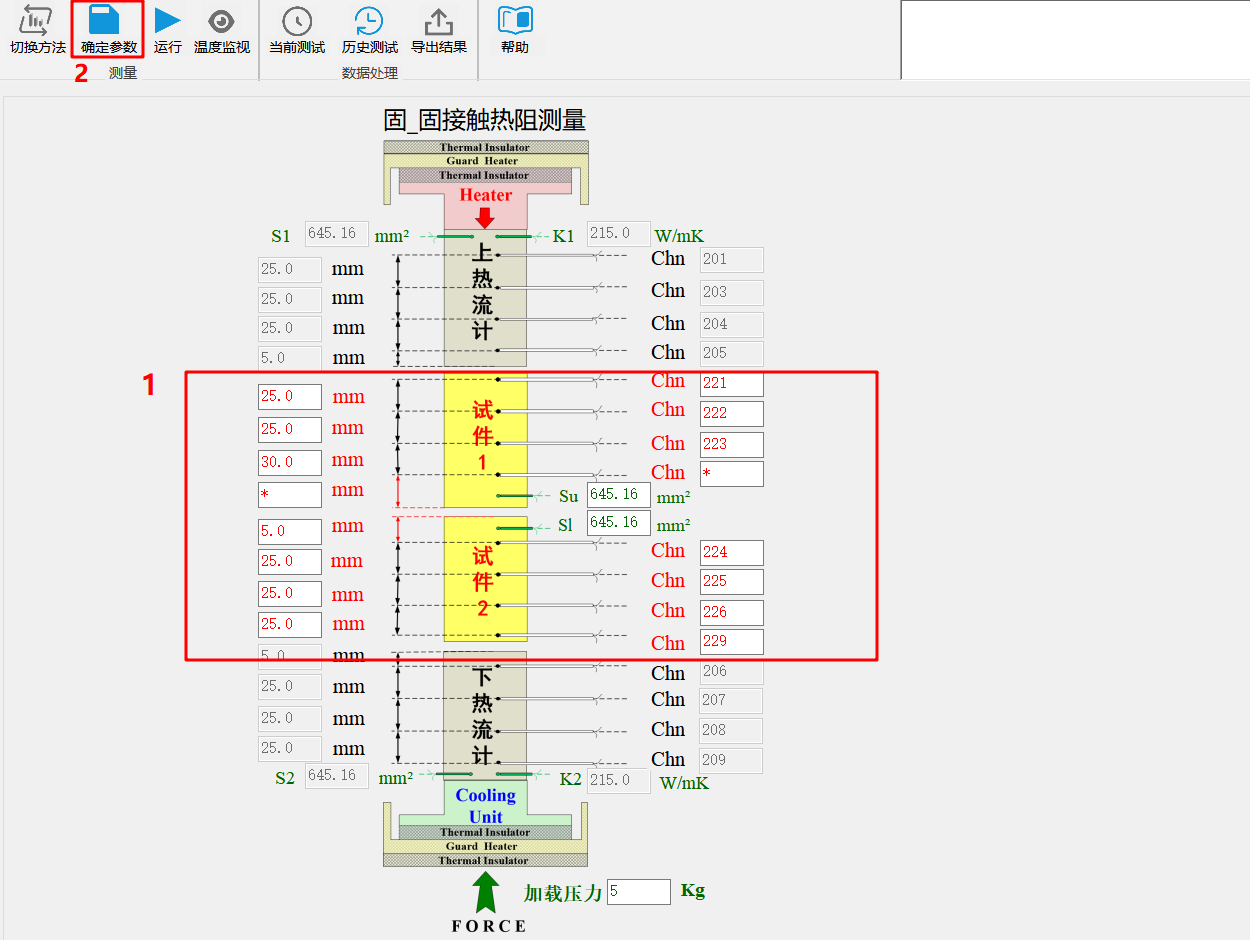 切换方法 确定参数 运行 温度监视 当前测试 历史测试 导出结果 帮助
2 测量 数据处理
固_固接触热阻测量
Thermal Insulator
Guard Heater
Thermal Insulator
Heater
S1 645.16 mm² K1 215.0 W/mK
上热流计
25.0 mm Chn 201
25.0 mm Chn 203
25.0 mm Chn 204
5.0 mm Chn 205
1
试件1
25.0 mm Chn 221
25.0 mm Chn 222
30.0 mm Chn 223
* mm Chn *
Su 645.16 mm²
Sl 645.16 mm²
试件2
5.0 mm Chn 224
25.0 mm Chn 225
25.0 mm Chn 226
25.0 mm Chn 229
下热流计
5.0 mm Chn 206
25.0 mm Chn 207
25.0 mm Chn 208
25.0 mm Chn 209
S2 645.16 mm² K2 215.0 W/mK
Cooling
Unit
Thermal Insulator
Guard Heater
Thermal Insulator
加载压力 5 Kg
FORCE